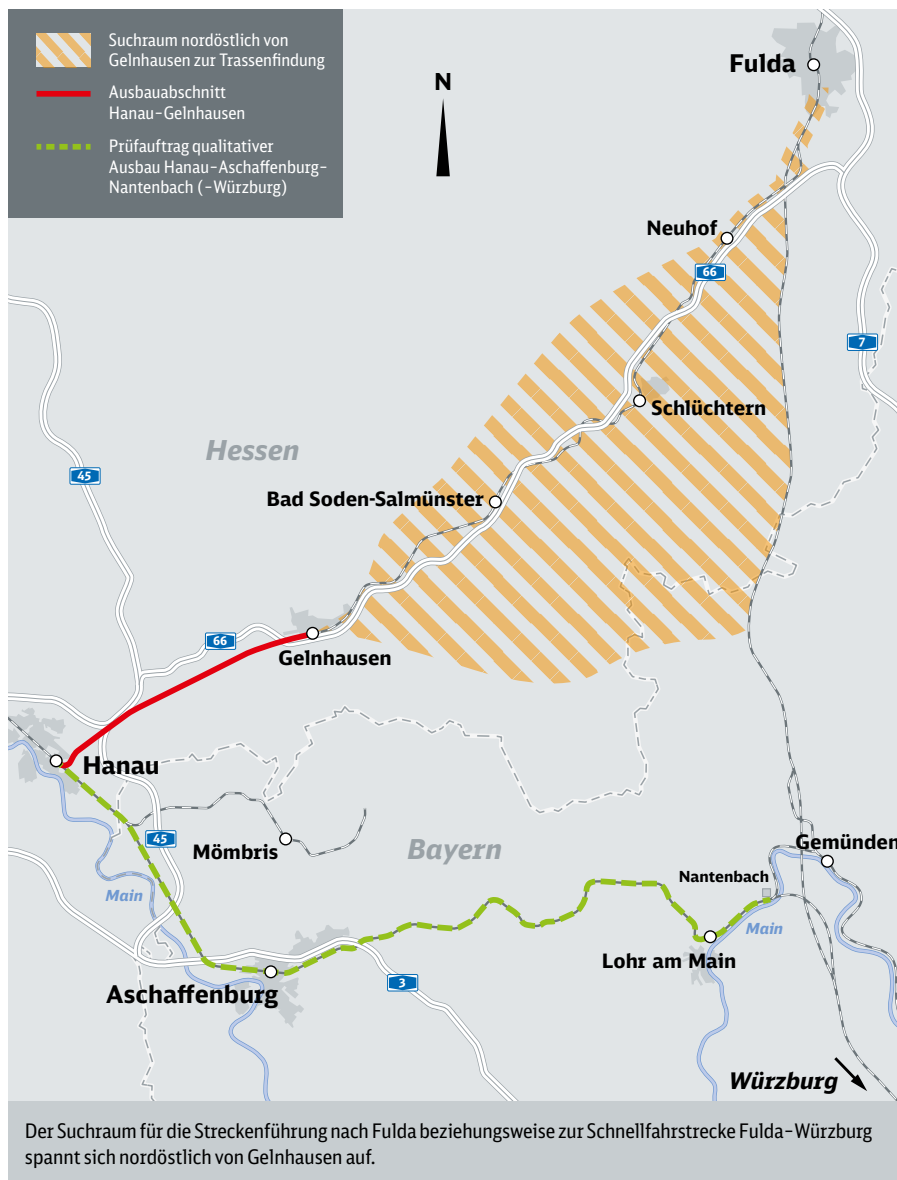 Suchraum nordöstlich von
Gelnhausen zur Trassenfindung
Ausbauabschnitt
Hanau–Gelnhausen
Prüfauftrag qualitativer
Ausbau Hanau–Aschaffenburg–
Nantenbach (–Würzburg)
N
Fulda
Neuhof
66
7
Schlüchtern
Hessen
45
Bad Soden-Salmünster
66
Gelnhausen
Hanau
45
Mömbris
Bayern
Gemünden
Nantenbach
Main
Main
Lohr am Main
Aschaffenburg
3
Würzburg
Der Suchraum für die Streckenführung nach Fulda beziehungsweise zur Schnellfahrstrecke Fulda–Würzburg
spannt sich nordöstlich von Gelnhausen auf.